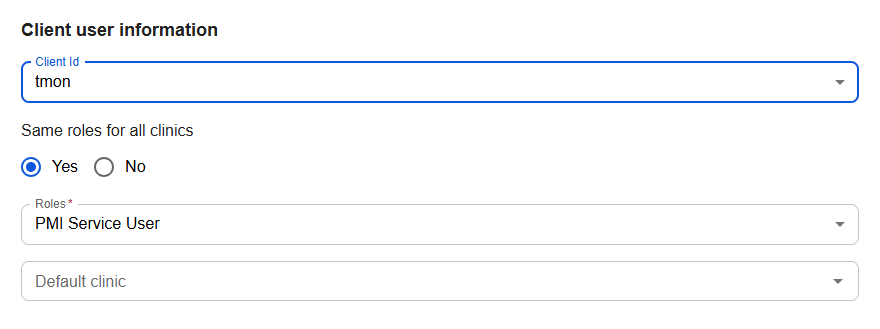 Client user information
Client Id
tmon
Same roles for all clinics
Yes No
Roles *
PMI Service User
Default clinic